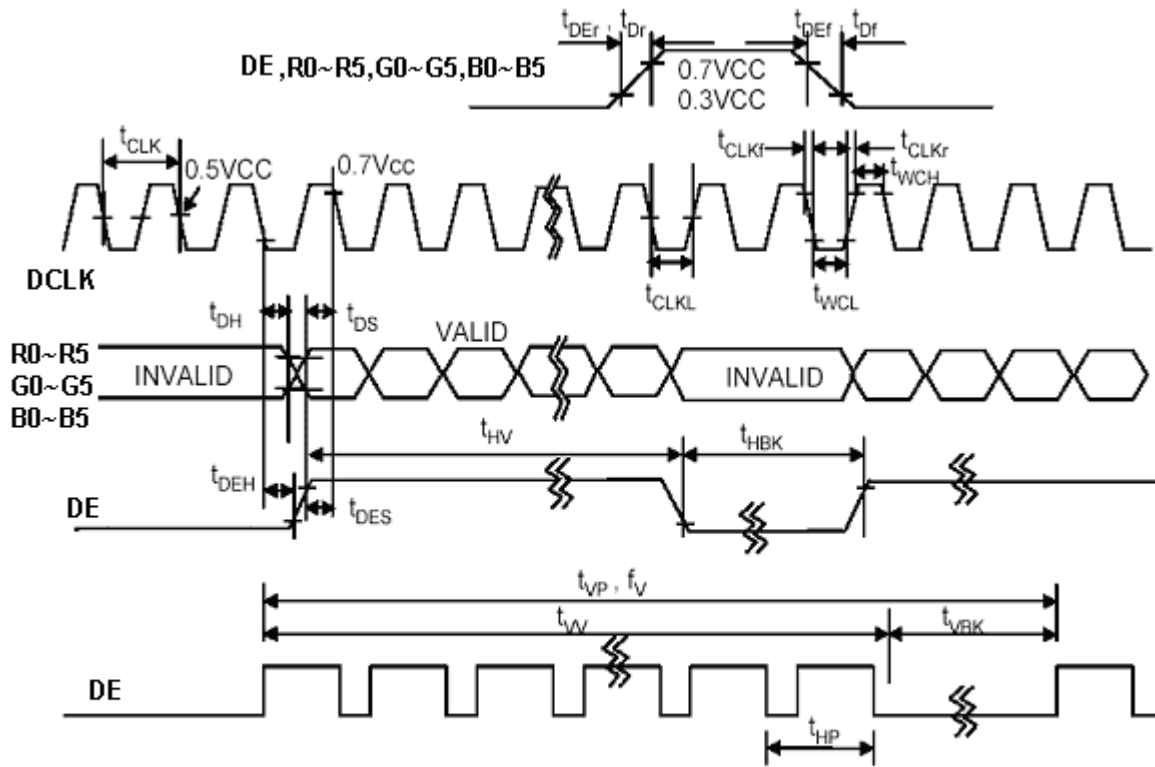 tDEr , tDr
tDEf , tDf
DE ,R0~R5,G0~G5,B0~B5
0.7VCC
0.3VCC
tCLK
0.5VCC
0.7Vcc
tCLKf
tCLKr
tWCH
DCLK
tCLKL
tWCL
tDH
tDS
VALID
R0~R5
G0~G5
B0~B5
INVALID
INVALID
tHV
tHBK
tDEH
DE
tDES
tVP , fV
tVV
tVBK
DE
tHP